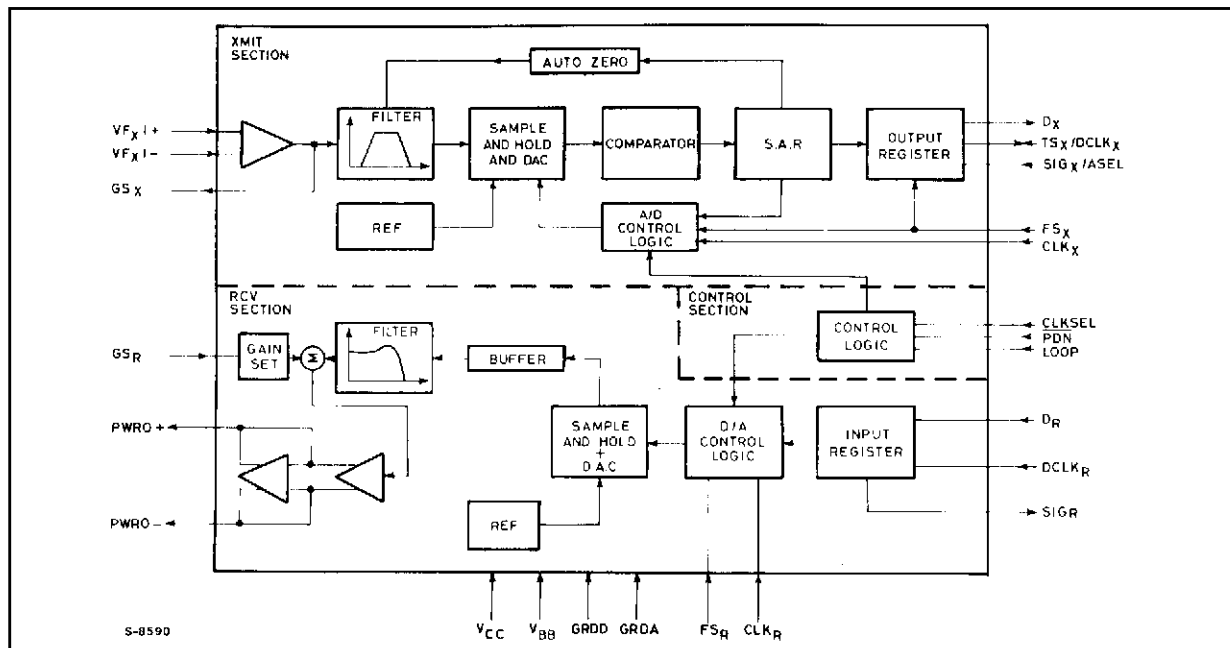 XMIT
SECTION
AUTO ZERO
VFX I+
VFX I-
GSX
FILTER
SAMPLE
AND HOLD
AND DAC
COMPARATOR
S.A.R
OUTPUT
REGISTER
DX
TSX/DCLKX
SIGX/ASEL
REF
A/D
CONTROL
LOGIC
FSX
CLKX
RCV
SECTION
CONTROL
SECTION
GSR
GAIN
SET
Σ
FILTER
BUFFER
CONTROL
LOGIC
CLKSEL
PDN
LOOP
PWRO+
PWRO-
SAMPLE
AND HOLD
+
D.A.C
D/A
CONTROL
LOGIC
INPUT
REGISTER
DR
DCLKR
SIGR
REF
S-8590
VCC
VBB
GRDD
GRDA
FSR
CLKR